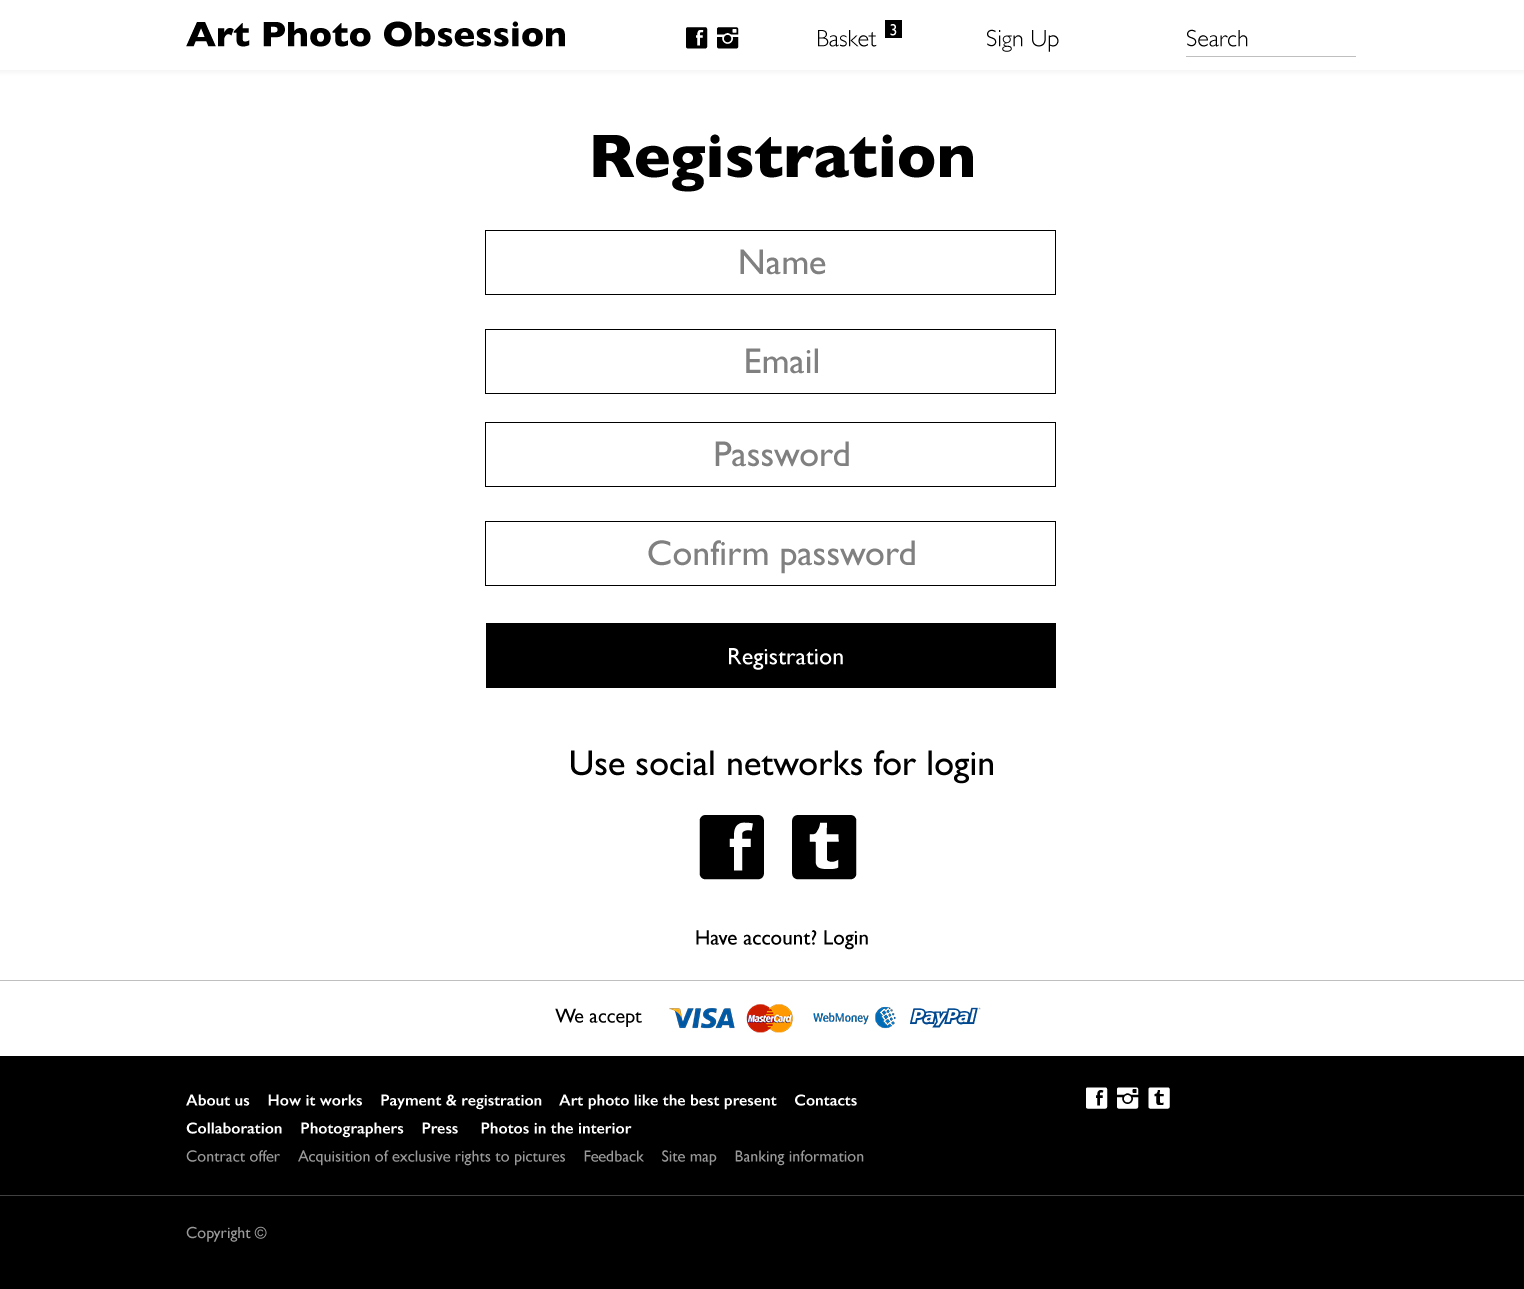 Art Photo Obsession
Basket 3
Sign Up
Search
Registration
Name
Email
Password
Confirm password
Registration
Use social networks for login
f t
Have account? Login
We accept VISA MasterCard WebMoney PayPal
About us How it works Payment & registration Art photo like the best present Contacts
Collaboration Photographers Press Photos in the interior
Contract offer Acquisition of exclusive rights to pictures Feedback Site map Banking information
Copyright ©